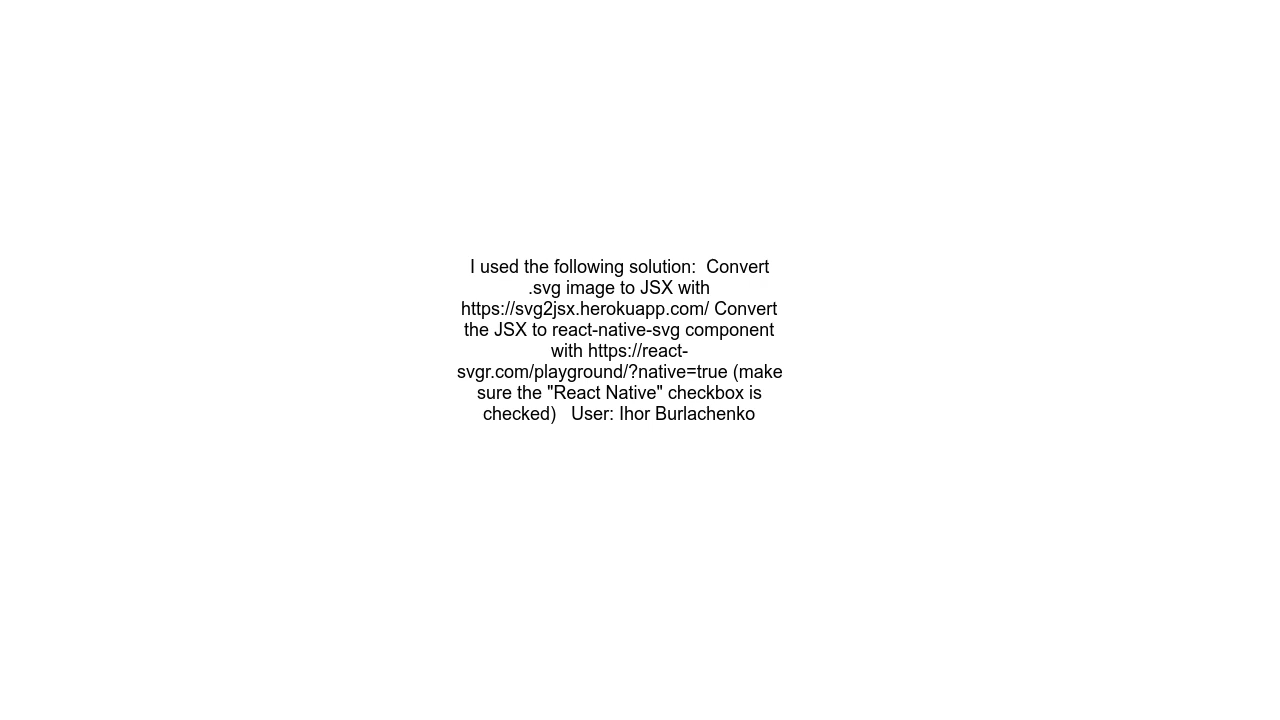 I used the following solution:  Convert
.svg image to JSX with
https://svg2jsx.herokuapp.com/ Convert
the JSX to react-native-svg component
with https://react-
svgr.com/playground/?native=true (make
sure the "React Native" checkbox is
checked)   User: Ihor Burlachenko